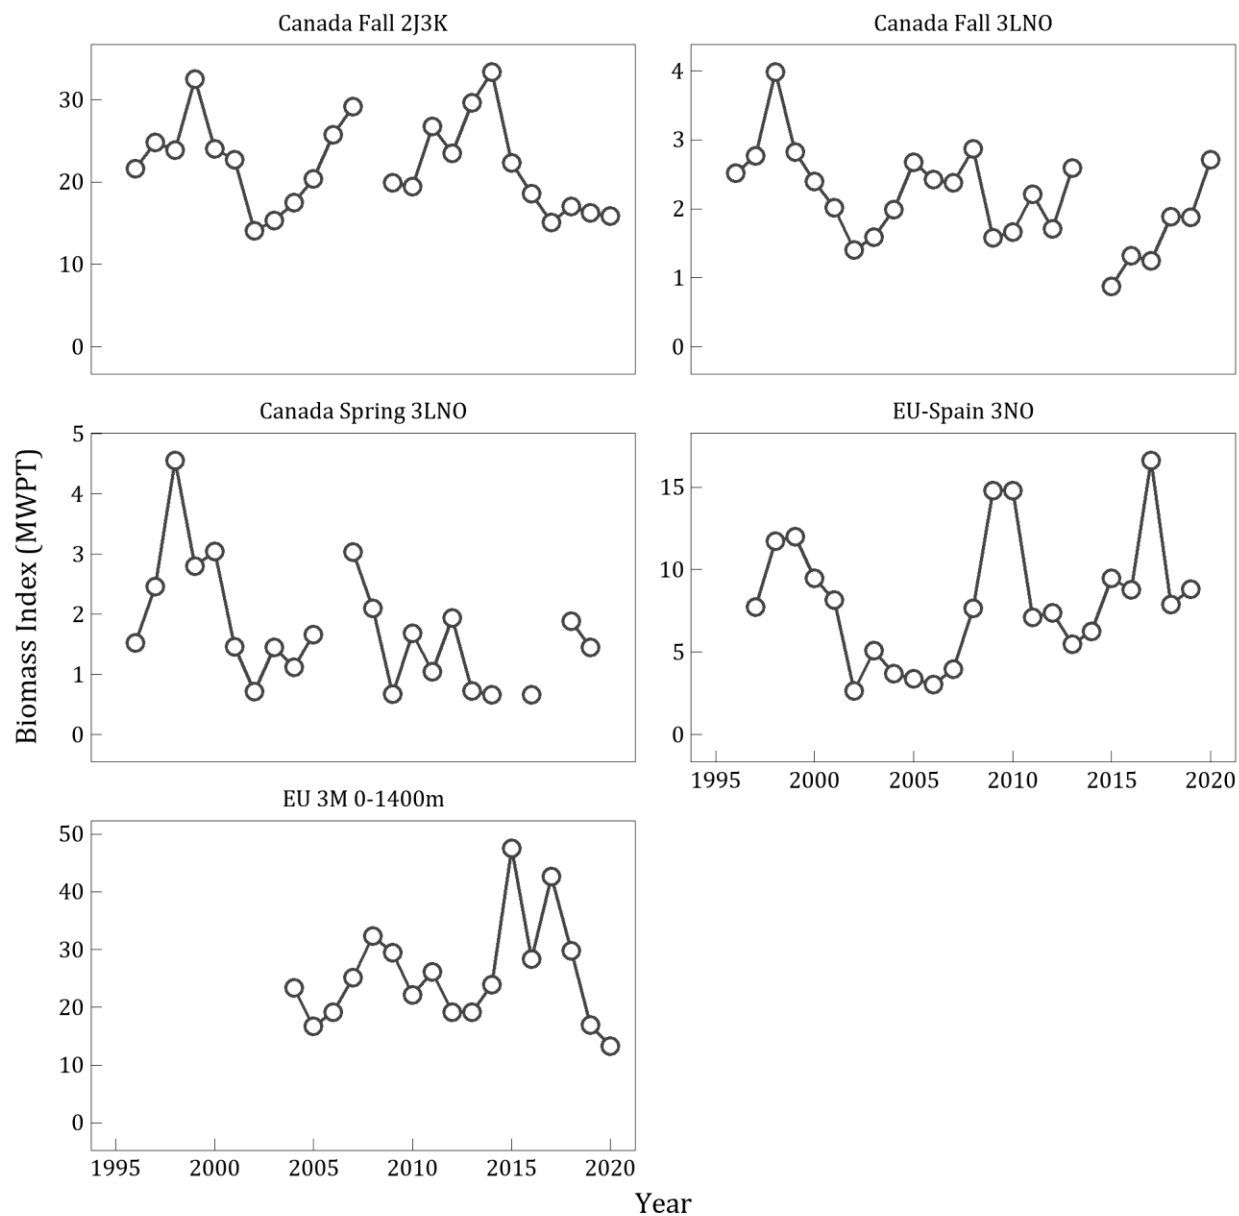 Canada Fall 2J3K
Canada Fall 3LNO
30
20
10
0
4
3
2
1
0
Canada Spring 3LNO
EU-Spain 3NO
5
4
3
2
1
0
15
10
5
0
1995 2000 2005 2010 2015 2020
Biomass Index (MWPT)
EU 3M 0-1400m
50
40
30
20
10
0
1995 2000 2005 2010 2015 2020
Year